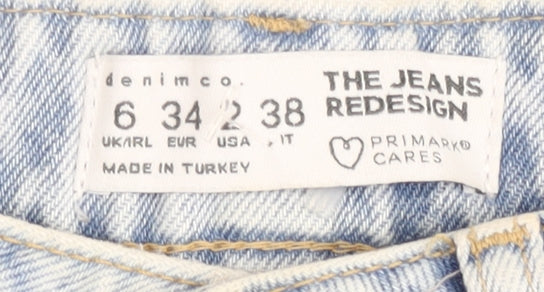 denimco.
6 34 2 38
UK/IRL EUR USA IT
MADE IN TURKEY
THE JEANS
REDESIGN
PRIMARK®
CARES